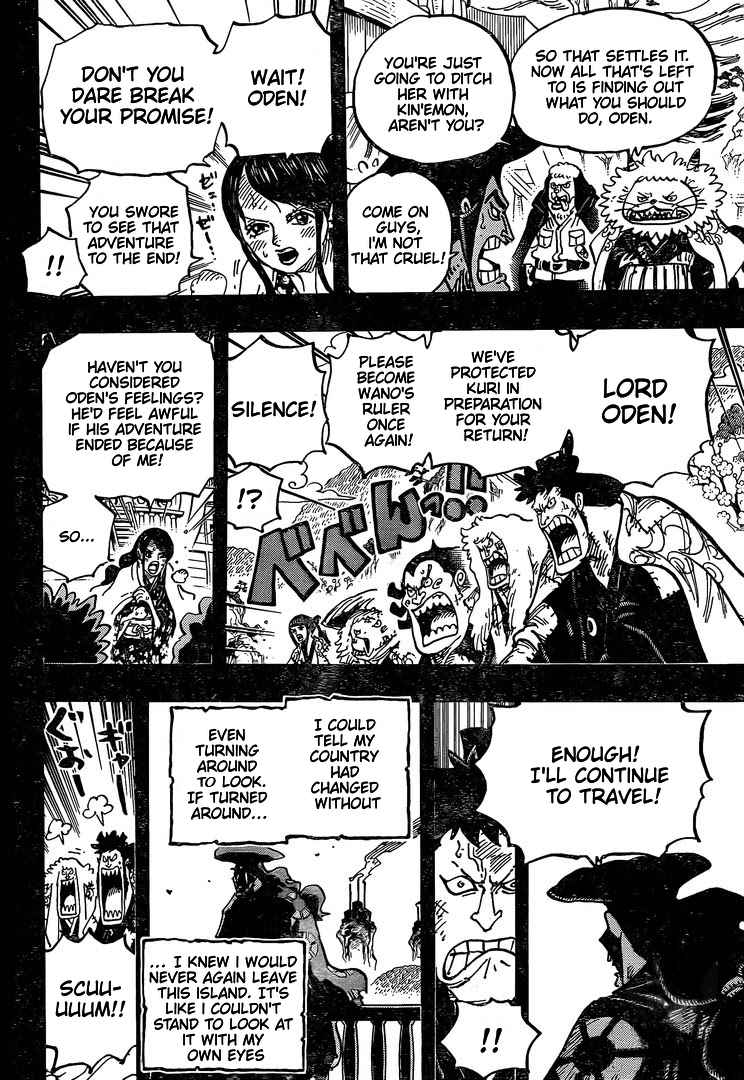 SO THAT SETTLES IT.
NOW ALL THAT'S LEFT
TO IS FINDING OUT
WHAT YOU SHOULD
DO, ODEN.
YOU'RE JUST
GOING TO DITCH
HER WITH
KIN'EMON,
AREN'T YOU?
COME ON
GUYS,
I'M NOT
THAT CRUEL!
WAIT!
ODEN!
DON'T YOU
DARE BREAK
YOUR PROMISE!
YOU SWORE
TO SEE THAT
ADVENTURE
TO THE END!
!!
LORD
ODEN!
WE'VE
PROTECTED
KURI IN
PREPARATION
FOR YOUR
RETURN!
PLEASE
BECOME
WANO'S
RULER
ONCE
AGAIN!
べべんっ!!
SILENCE!
!?
HAVEN'T YOU
CONSIDERED
ODEN'S FEELINGS?
HE'D FEEL AWFUL
IF HIS ADVENTURE
ENDED BECAUSE
OF ME!
SO...
ENOUGH!
I'LL CONTINUE
TO TRAVEL!
!!
I COULD
TELL MY
COUNTRY
HAD
CHANGED
WITHOUT
EVEN
TURNING
AROUND
TO LOOK.
IF TURNED
AROUND...
... I KNEW I WOULD
NEVER AGAIN LEAVE
THIS ISLAND. IT'S
LIKE I COULDN'T
STAND TO LOOK AT
IT WITH MY
OWN EYES
SCUU-
UUUM!!